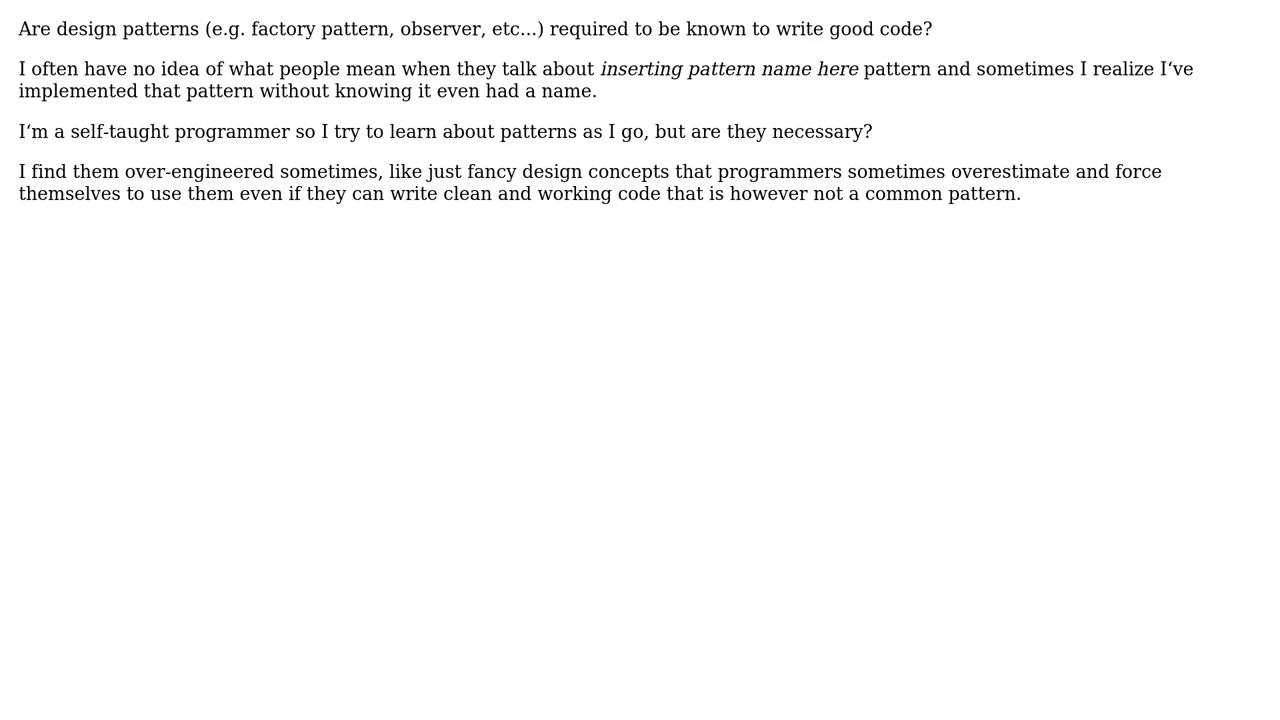 Are design patterns (e.g. factory pattern, observer, etc...) required to be known to write good code?
I often have no idea of what people mean when they talk about inserting pattern name here pattern and sometimes I realize I‘ve
implemented that pattern without knowing it even had a name.
I‘m a self-taught programmer so I try to learn about patterns as I go, but are they necessary?
I find them over-engineered sometimes, like just fancy design concepts that programmers sometimes overestimate and force
themselves to use them even if they can write clean and working code that is however not a common pattern.